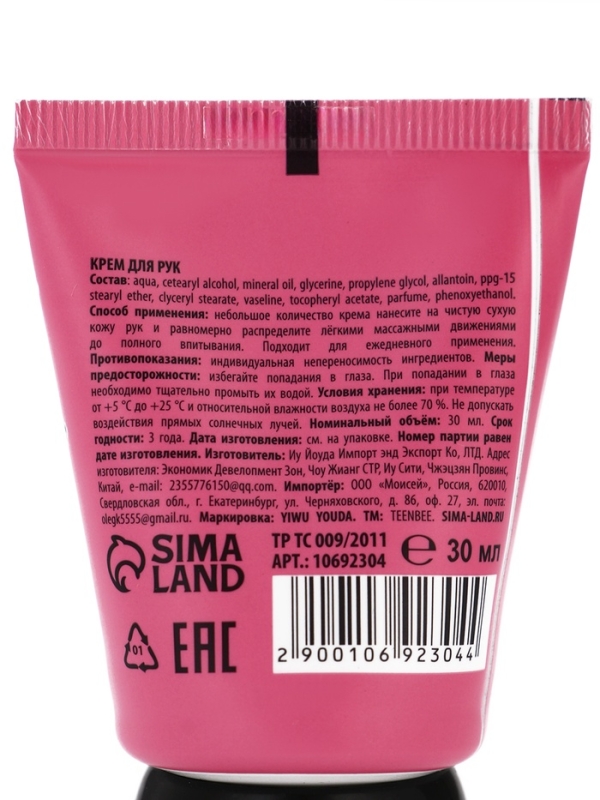 КРЕМ ДЛЯ РУК
Состав: aqua, cetearyl alcohol, mineral oil, glycerine, propylene glycol, allantoin, ppg-15
stearyl ether, clyceryl stearate, vaseline, tocopheryl acetate, parfume, phenoxyethanol.
Способ применения: небольшое количество крема нанесите на чистую сухую
кожу рук и равномерно распределите лёгкими массажными движениями
до полного впитывания. Подходит для ежедневного применения.
Противопоказания: индивидуальная непереносимость ингредиентов. Меры
предосторожности: избегайте попадания в глаза. При попадании в глаза
необходимо тщательно промыть их водой. Условия хранения: при температуре
от +5 °C до +25 °C и относительной влажности воздуха не более 70 %. Не допускать
воздействия прямых солнечных лучей. Номинальный объём: 30 мл. Срок
годности: 3 года. Дата изготовления: см. на упаковке. Номер партии равен
дате изготовления. Изготовитель: Иу Йоуда Импорт энд Экспорт Ко, ЛТД. Адрес
изготовителя: Экономик Девелопмент Зон, Чоу Жианг СТР, Иу Сити, Чжэцзян Провинс,
Китай, e-mail: 2355776150@qq.com. Импортёр: ООО «Моисей», Россия, 620010,
Свердловская обл., г. Екатеринбург, ул. Черняховского, д. 86, оф. 27, эл. почта:
olegk5555@gmail.ru. Маркировка: YIWU YOUDA. ТМ: TEENBEE. SIMA-LAND.RU
SIMA
LAND
ТР ТС 009/2011
АРТ.: 10692304
℮ 30 мл
01
EAC
2 900106 923044